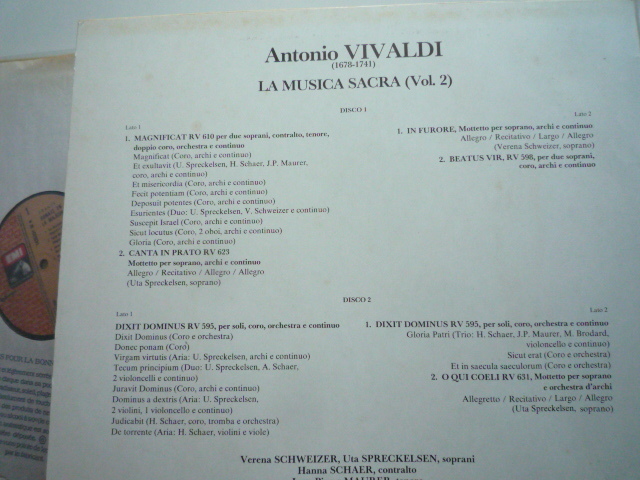 Antonio VIVALDI
(1678-1741)
LA MUSICA SACRA (Vol. 2)
DISCO 1
Lato 1
1. MAGNIFICAT RV 610 per due soprani, contralto, tenore,
doppio coro, orchestra e continuo
Magnificat (Coro, archi e continuo)
Et exultavit (U. Spreckelsen, H. Schaer, J.P. Maurer,
coro, archi e continuo)
Et misericordia (Coro, archi e continuo)
Fecit potentiam (Coro, archi e continuo)
Deposuit potentes (Coro, archi e continuo)
Esurientes (Duo: U. Spreckelsen, V. Schweizer e continuo)
Suscepit Israel (Coro, archi e continuo)
Sicut locutus (Coro, 2 oboi, archi e continuo)
Gloria (Coro, archi e continuo)
2. CANTA IN PRATO RV 623
Mottetto per soprano, archi e continuo
Allegro / Recitativo / Allegro / Allegro
(Uta Spreckelsen, soprano)
Lato 2
1. IN FURORE, Mottetto per soprano, archi e continuo
Allegro / Recitativo / Largo / Allegro
(Verena Schweizer, soprano)
2. BEATUS VIR, RV 598, per due soprani,
coro, archi e continuo
DISCO 2
Lato 1
DIXIT DOMINUS RV 595, per soli, coro, orchestra e continuo
Dixit Dominus (Coro e orchestra)
Donec ponam (Coro)
Virgam virtutis (Aria: U. Spreckelsen, archi e continuo)
Tecum principium (Duo: U. Spreckelsen, A. Schaer,
2 violoncelli e continuo)
Juravit Dominus (Coro, archi e continuo)
Dominus a dextris (Aria: U. Spreckelsen,
2 violini, 1 violoncello e continuo)
Judicabit (H. Schaer, coro, tromba e orchestra)
De torrente (Aria: H. Schaer, violini e viole)
Lato 2
1. DIXIT DOMINUS RV 595, per soli, coro, orchestra e continuo
Gloria Patri (Trio: H. Schaer, J.P. Maurer, M. Brodard,
violoncello e continuo)
Sicut erat (Coro e orchestra)
Et in saecula saeculorum (Coro e orchestra)
2. O QUI COELI RV 631, Mottetto per soprano
e orchestra d'archi
Allegretto / Recitativo / Largo / Allegro
(Uta Spreckelsen, soprano)
Verena SCHWEIZER, Uta SPRECKELSEN, soprani
Hanna SCHAER, contralto